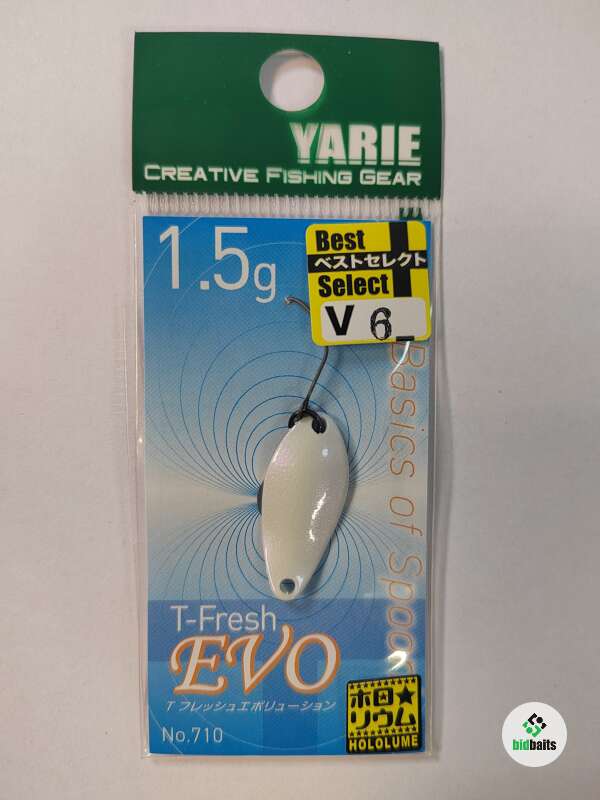 YARIE
CREATIVE FISHING GEAR
1.5g
Best
ベストセレクト
Select
V 6
Basics of Spoon
T-Fresh
EVO
T フレッシュエボリューション
No.710
ホロ★
リウム
HOLOLUME
bidbaits